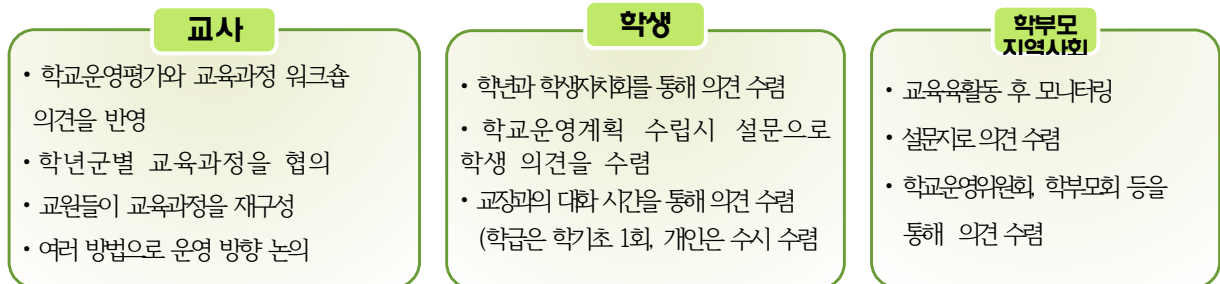 교사
• 학교운영평가와 교육과정 워크숍
의견을 반영
• 학년군별 교육과정을 협의
• 교원들이 교육과정을 재구성
• 여러 방법으로 운영 방향 논의
학생
• 학년과 학생자치회를 통해 의견 수렴
• 학교운영계획 수립시 설문으로
학생 의견을 수렴
• 교장과의 대화 시간을 통해 의견 수렴
(학급은 학기초 1회, 개인은 수시 수렴
학부모
지역사회
• 교육육활동 후 모니터링
• 설문지로 의견 수렴
• 학교운영위원회, 학부모회 등을
통해 의견 수렴